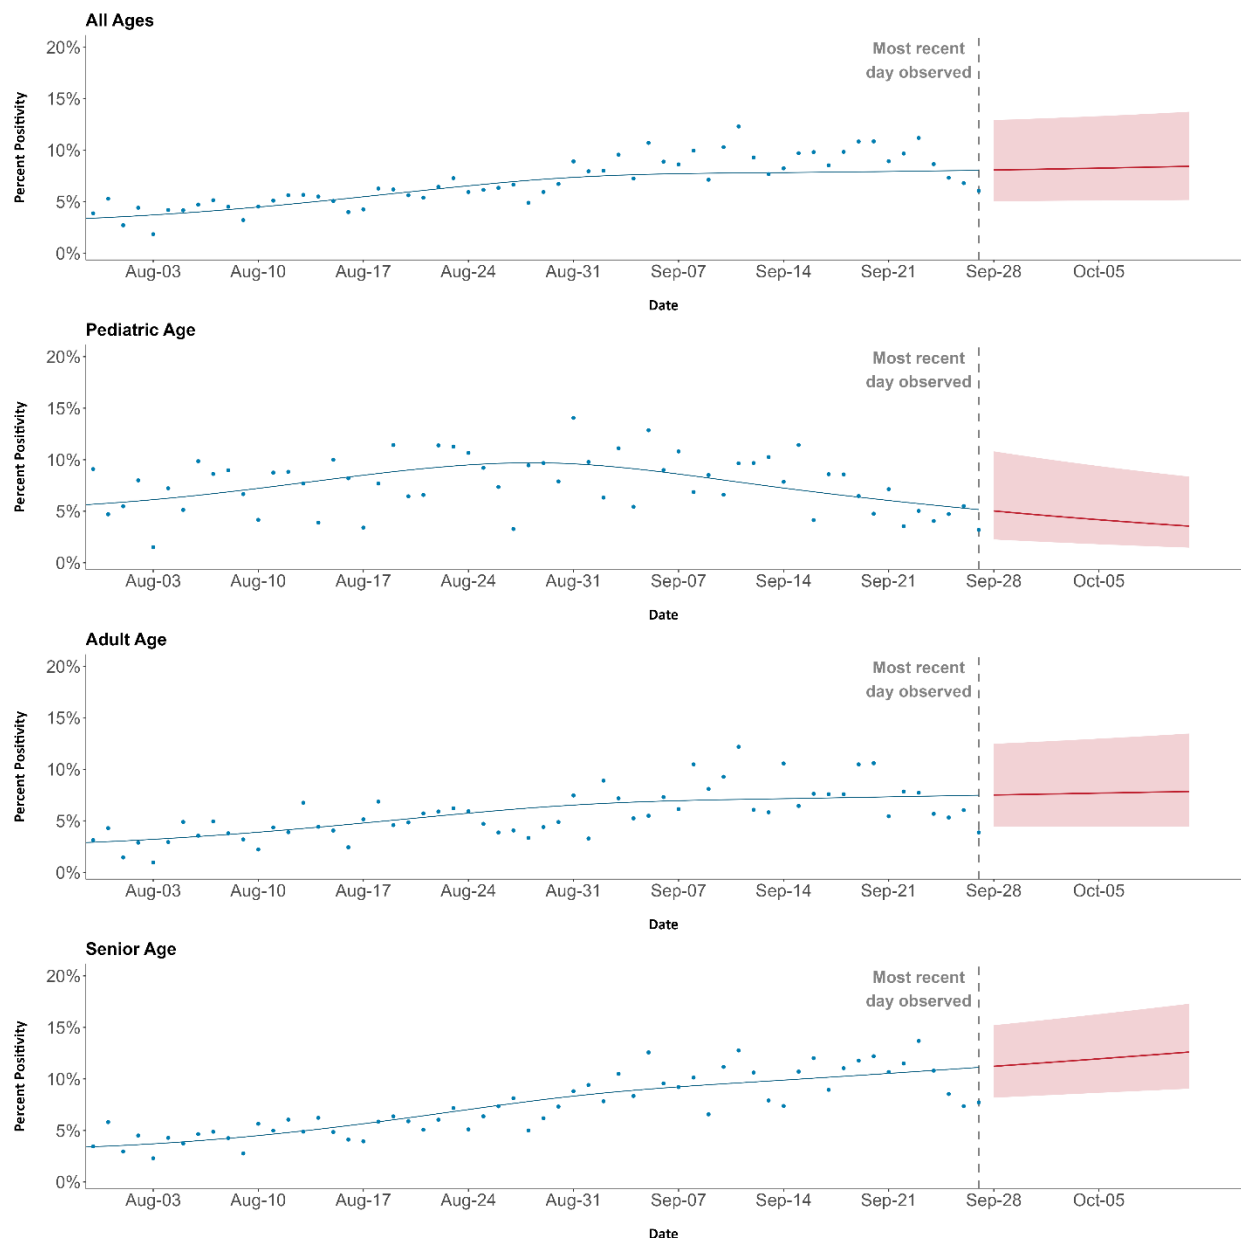 All Ages
20%
15%
10%
5%
0%
Percent Positivity
Most recent
day observed
Aug-03 Aug-10 Aug-17 Aug-24 Aug-31 Sep-07 Sep-14 Sep-21 Sep-28 Oct-05
Date
Pediatric Age
20%
15%
10%
5%
0%
Percent Positivity
Most recent
day observed
Aug-03 Aug-10 Aug-17 Aug-24 Aug-31 Sep-07 Sep-14 Sep-21 Sep-28 Oct-05
Date
Adult Age
20%
15%
10%
5%
0%
Percent Positivity
Most recent
day observed
Aug-03 Aug-10 Aug-17 Aug-24 Aug-31 Sep-07 Sep-14 Sep-21 Sep-28 Oct-05
Date
Senior Age
20%
15%
10%
5%
0%
Percent Positivity
Most recent
day observed
Aug-03 Aug-10 Aug-17 Aug-24 Aug-31 Sep-07 Sep-14 Sep-21 Sep-28 Oct-05
Date